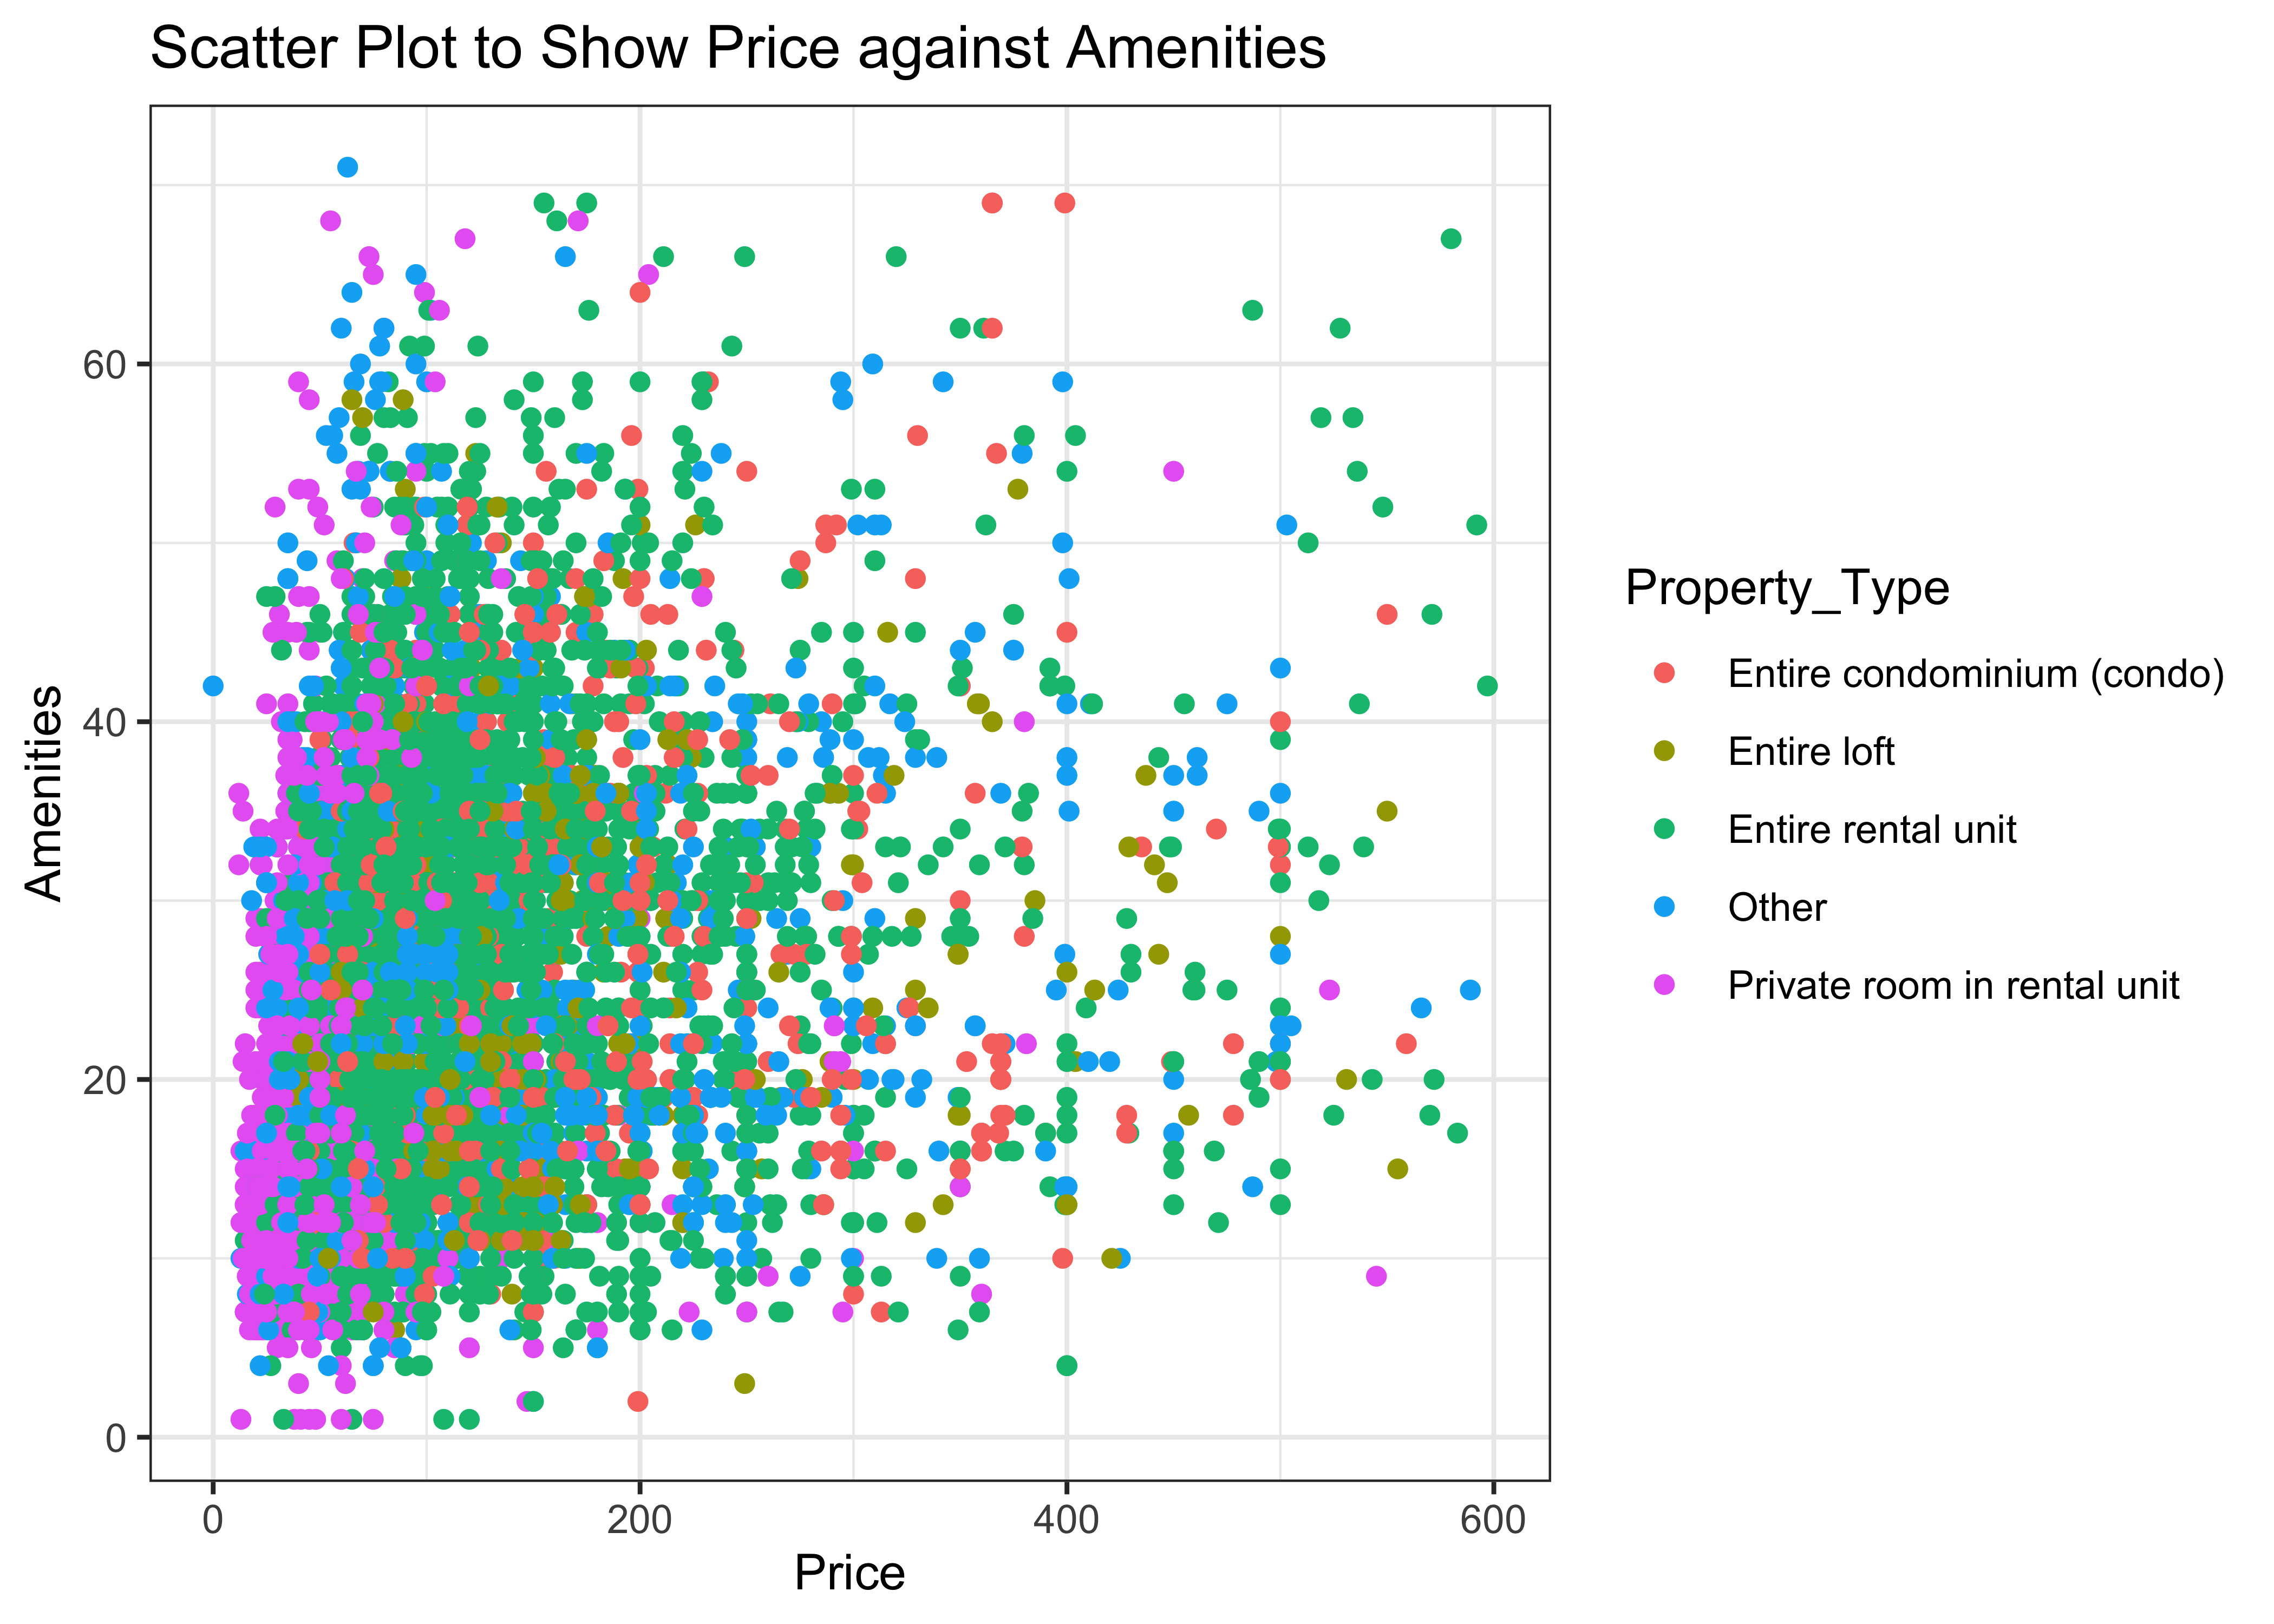 Scatter Plot to Show Price against Amenities
60
40
20
0
Amenities
0
200
400
600
Price
Property_Type
Entire condominium (condo)
Entire loft
Entire rental unit
Other
Private room in rental unit